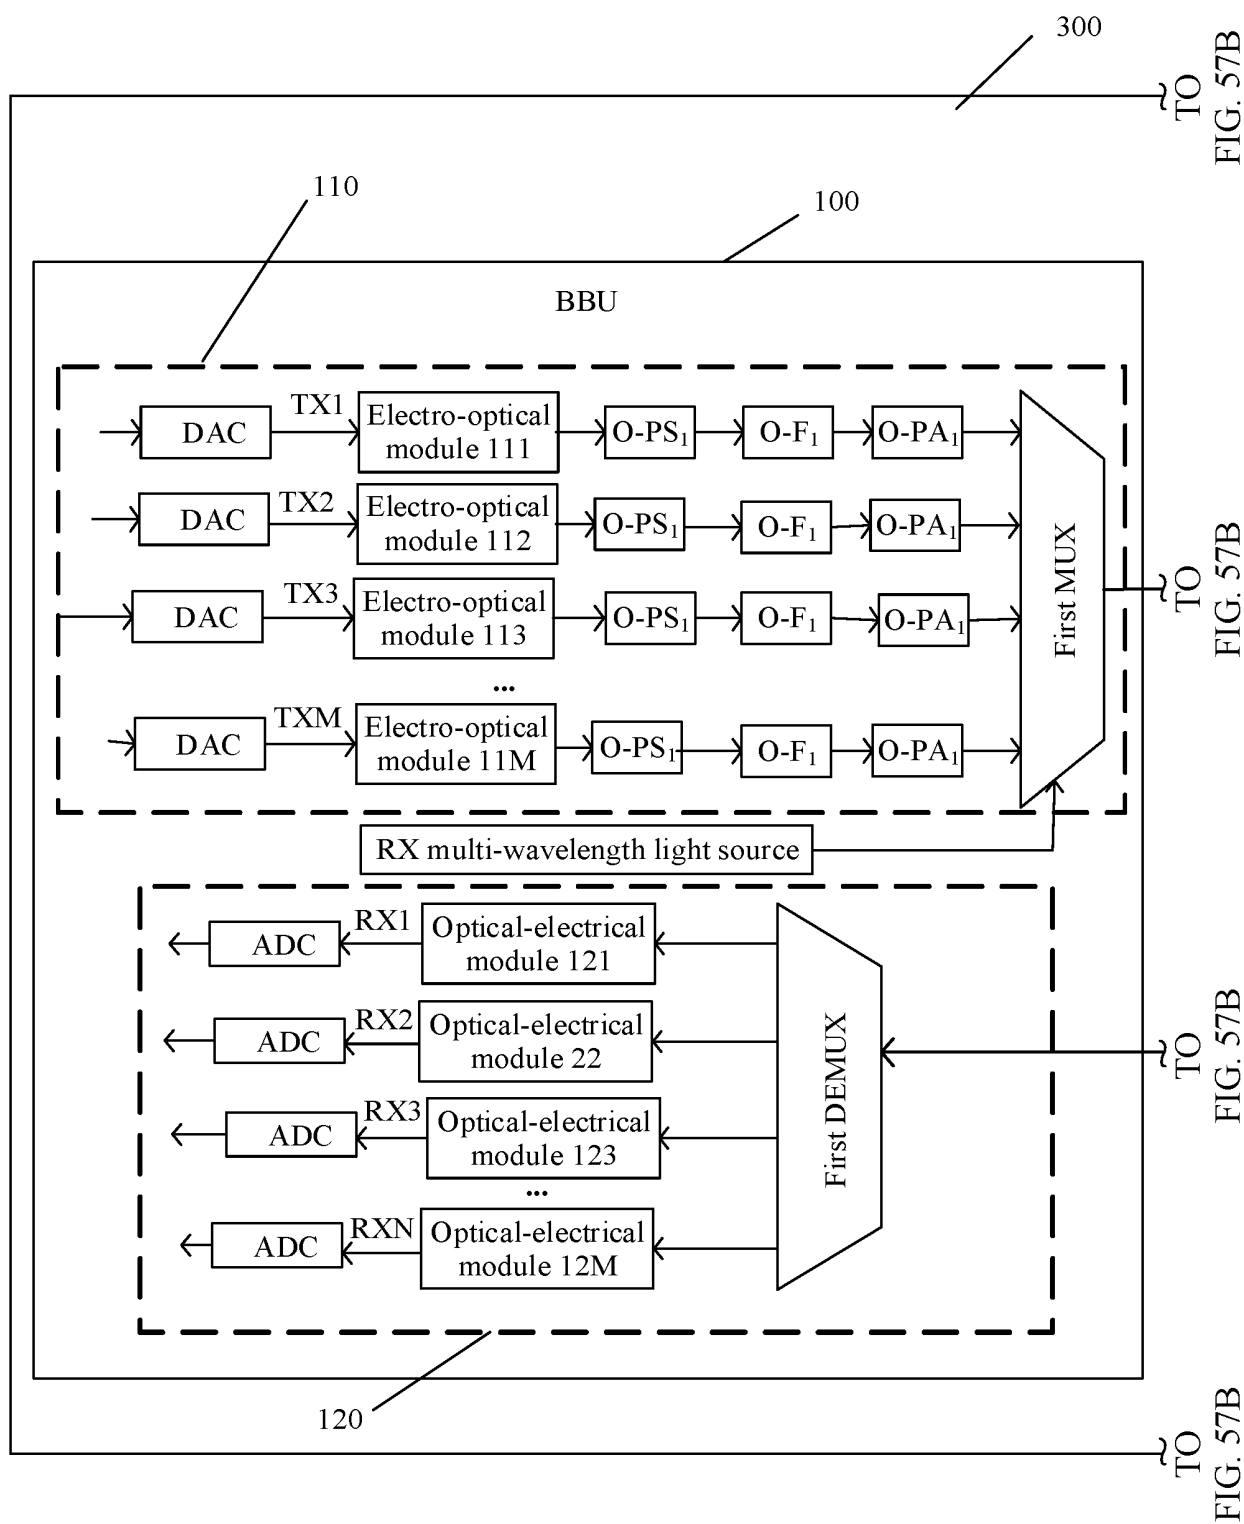 300
TO
FIG. 57B
110
100
BBU
DAC
TX1
Electro-optical
module 111
O-PS₁
O-F₁
O-PA₁
DAC
TX2
Electro-optical
module 112
O-PS₁
O-F₁
O-PA₁
DAC
TX3
Electro-optical
module 113
O-PS₁
O-F₁
O-PA₁
...
DAC
TXM
Electro-optical
module 11M
O-PS₁
O-F₁
O-PA₁
First MUX
TO
FIG. 57B
RX multi-wavelength light source
ADC
RX1
Optical-electrical
module 121
ADC
RX2
Optical-electrical
module 22
ADC
RX3
Optical-electrical
module 123
...
ADC
RXN
Optical-electrical
module 12M
First DEMUX
TO
FIG. 57B
120
TO
FIG. 57B